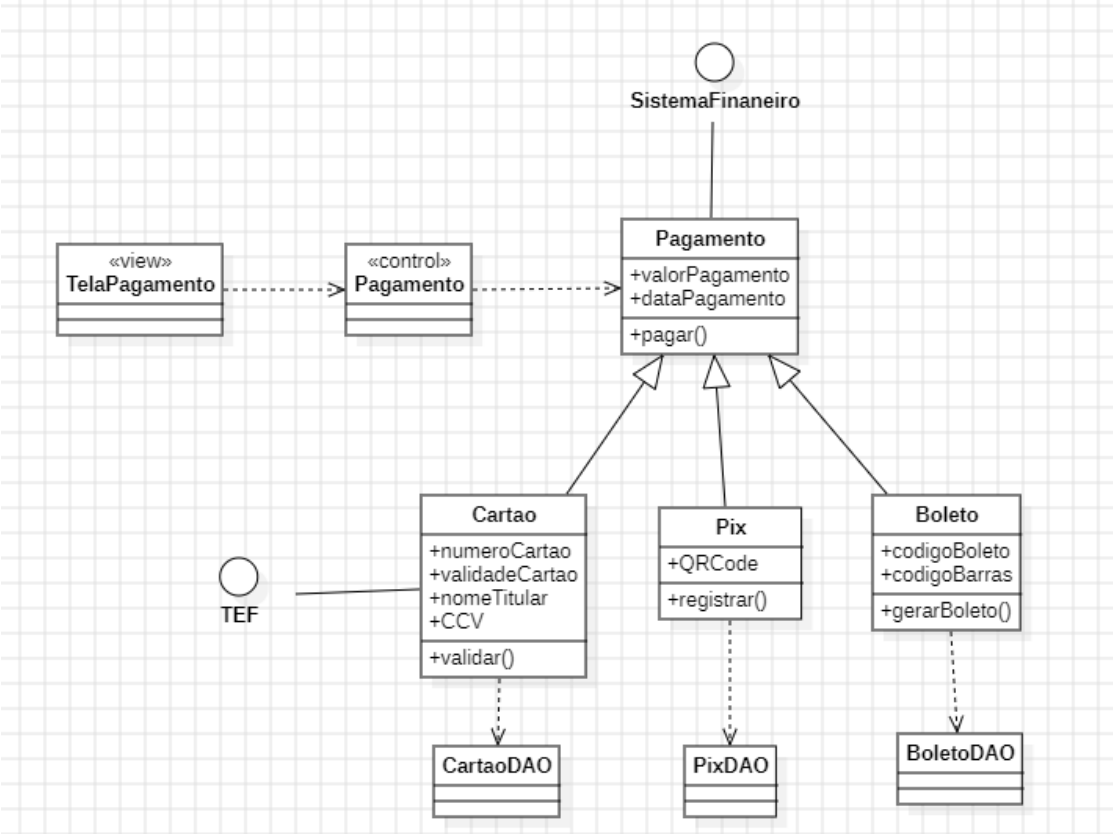 SistemaFinaneiro
«view»
TelaPagamento
«control»
Pagamento
Pagamento
+valorPagamento
+dataPagamento
+pagar()
TEF
Cartao
+numeroCartao
+validadeCartao
+nomeTitular
+CCV
+validar()
Pix
+QRCode
+registrar()
Boleto
+codigoBoleto
+codigoBarras
+gerarBoleto()
CartaoDAO
PixDAO
BoletoDAO